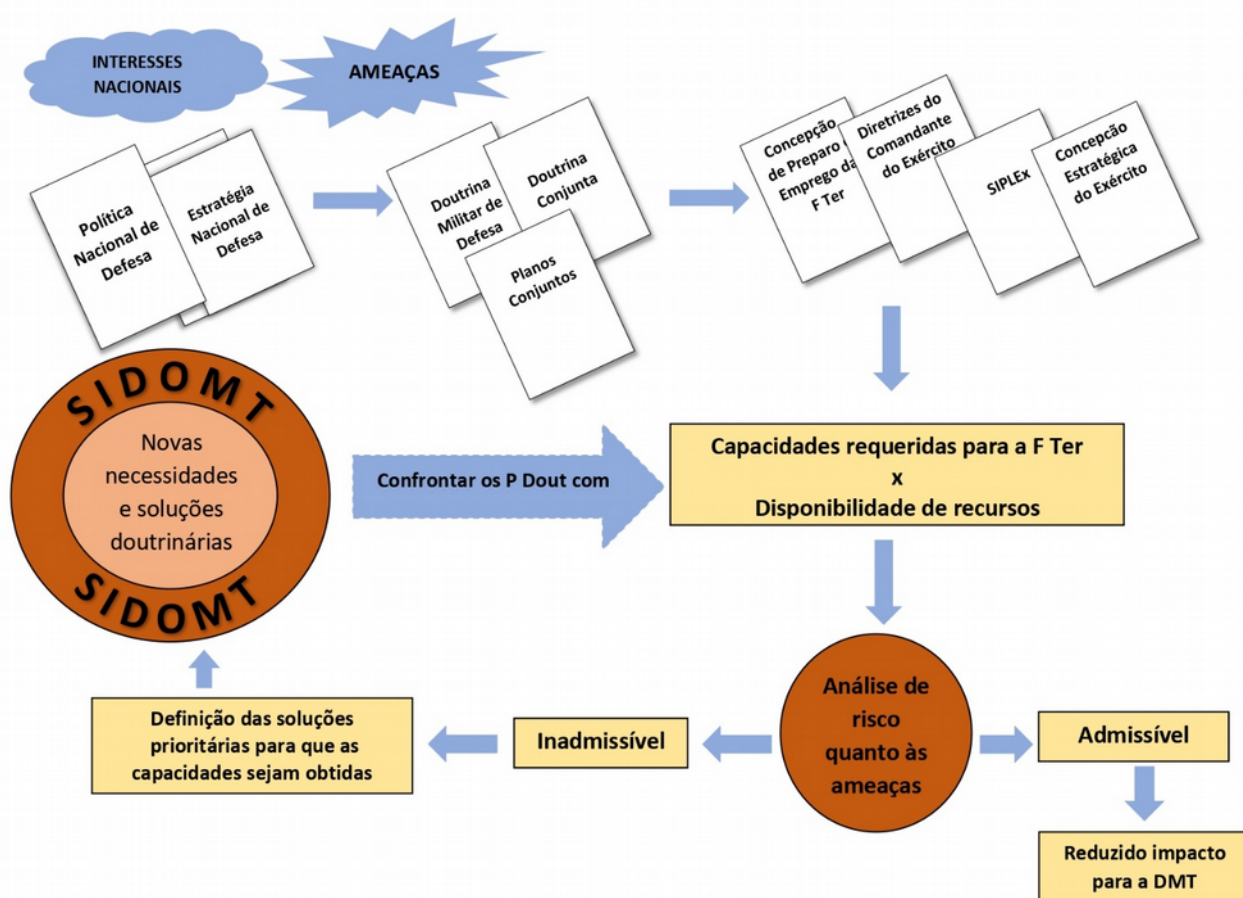 INTERESSES
NACIONAIS
AMEAÇAS
Política
Nacional de
Defesa
Estratégia
Nacional de
Defesa
Doutrina
Militar de
Defesa
Doutrina
Conjunta
Planos
Conjuntos
Concepção
de Preparo
Emprego da
F Ter
Diretrizes do
Comandante
do Exército
SIPLEx
Concepcão
Estratégica
do Exército
SIDOMT
Novas
necessidades
e soluções
doutrinárias
SIDOMT
Confrontar os P Dout com
Capacidades requeridas para a F Ter
x
Disponibilidade de recursos
Análise de
risco
quanto às
ameaças
Definição das soluções
prioritárias para que as
capacidades sejam obtidas
Inadmissível
Admissível
Reduzido impacto
para a DMT